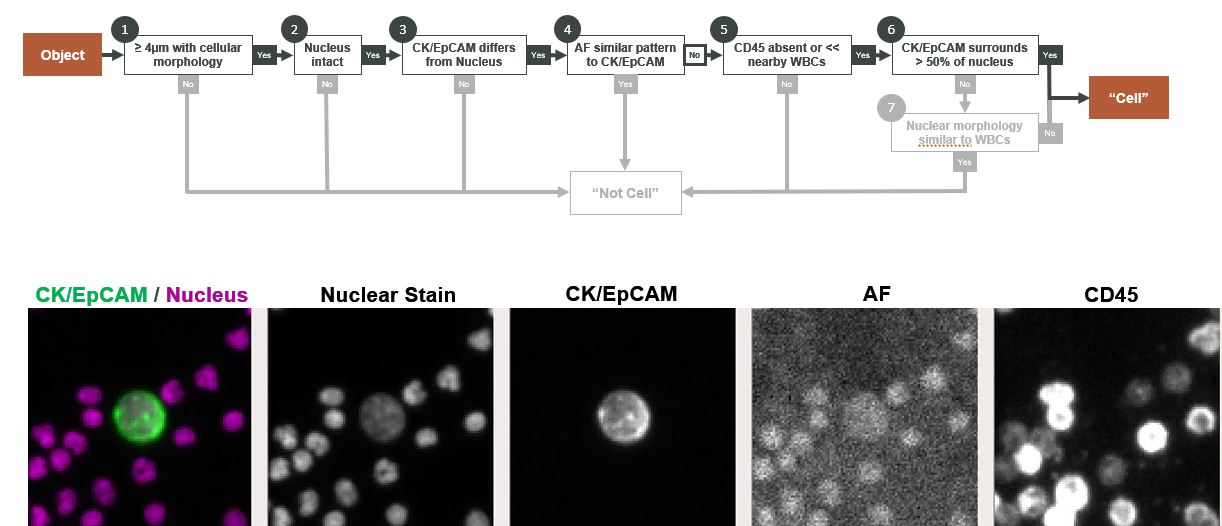 1 2 3 4 5 6
Object
≥ 4µm with cellular
morphology
Yes
No
Nucleus
intact
Yes
No
CK/EpCAM differs
from Nucleus
Yes
No
AF similar pattern
to CK/EpCAM
No
Yes
CD45 absent or <<
nearby WBCs
Yes
No
CK/EpCAM surrounds
> 50% of nucleus
Yes
No
“Cell”
7
Nuclear morphology
similar to WBCs
No
Yes
“Not Cell”
CK/EpCAM / Nucleus
Nuclear Stain
CK/EpCAM
AF
CD45